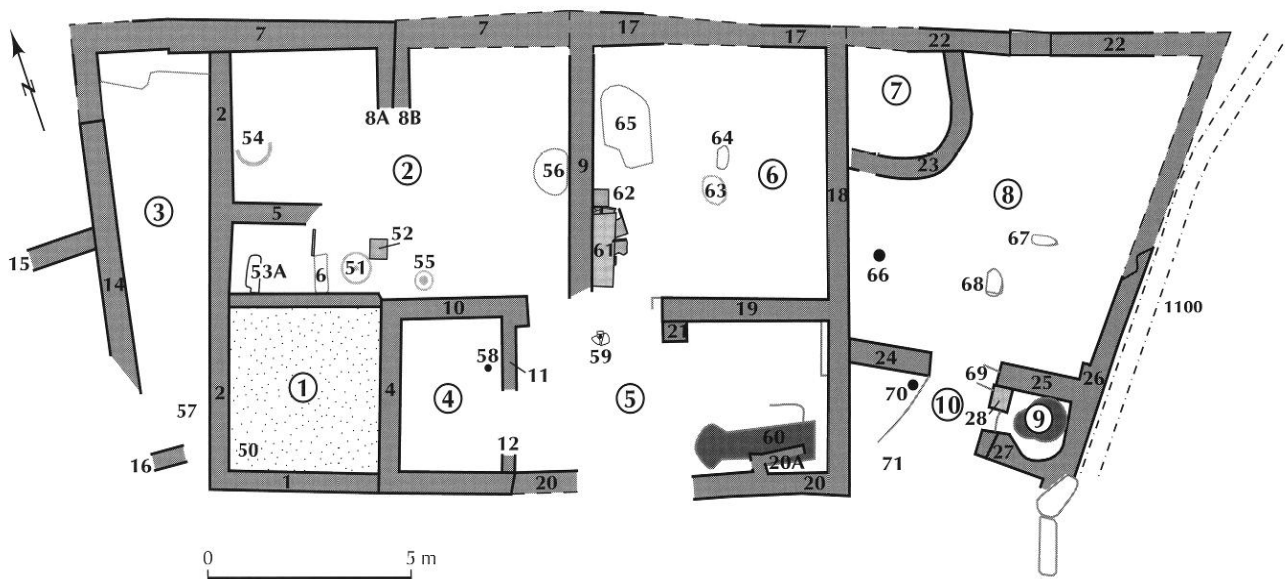 7 7 17 17 22 22
N
2 8A 8B 65 7
54 56 9 64 23
3 2 62 63 6 18 8
5 52 67
15 53A 6 51 55 61 66 68
14 10 19 1100
21
58 59 24 26
57 2 1 4 4 11 5 70 69 25
10 28 9
16 50 12 60 71 27
1 20 20A 20
0 5 m